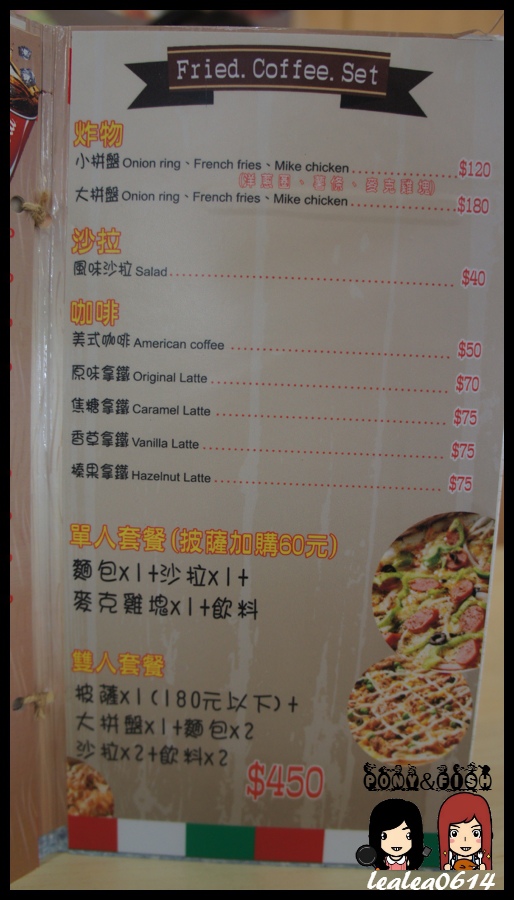 Fried.Coffee.Set
炸物
小拼盤 Onion ring、French fries、Mike chicken $120
(洋蔥圈、薯條、麥克雞塊)
大拼盤 Onion ring、French fries、Mike chicken $180
沙拉
風味沙拉 Salad $40
咖啡
美式咖啡 American coffee $50
原味拿鐵 Original Latte $70
焦糖拿鐵 Caramel Latte $75
香草拿鐵 Vanilla Latte $75
榛果拿鐵 Hazelnut Latte $75
單人套餐(披薩加購60元)
麵包x1+沙拉x1+
麥克雞塊x1+飲料
雙人套餐
披薩x1(180元以下)+
大拼盤x1+麵包x2
沙拉x2+飲料x2
$450
PONY&FISH
lealea0614